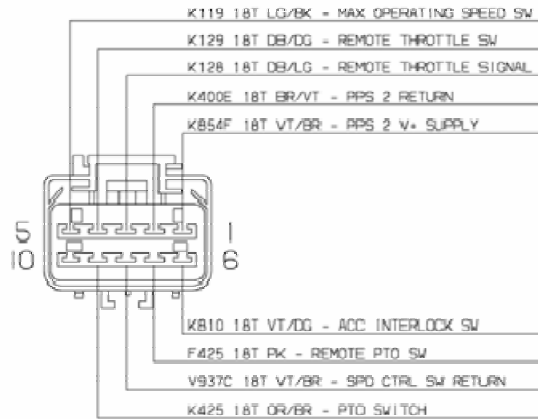 K119 18T LG/BK - MAX OPERATING SPEED SW
K129 18T DB/DG - REMOTE THROTTLE SW
K128 18T DB/LG - REMOTE THROTTLE SIGNAL
K400E 18T BR/VT - PPS 2 RETURN
K854F 18T VT/BR - PPS 2 V+ SUPPLY
5 1
10 6
K810 18T VT/DG - ACC INTERLOCK SW
F425 18T PK - REMOTE PTO SW
V937C 18T VT/BR - SPD CTRL SW RETURN
K425 18T OR/BR - PTO SWITCH